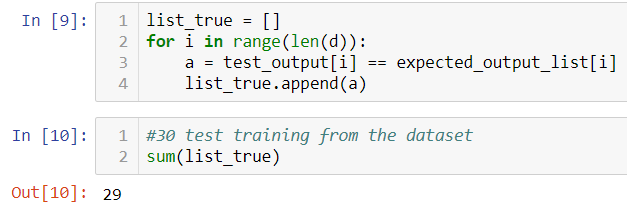 In [9]: 1 list_true = []
2 for i in range(len(d)):
3     a = test_output[i] == expected_output_list[i]
4     list_true.append(a)
In [10]: 1 #30 test training from the dataset
2 sum(list_true)
Out[10]: 29